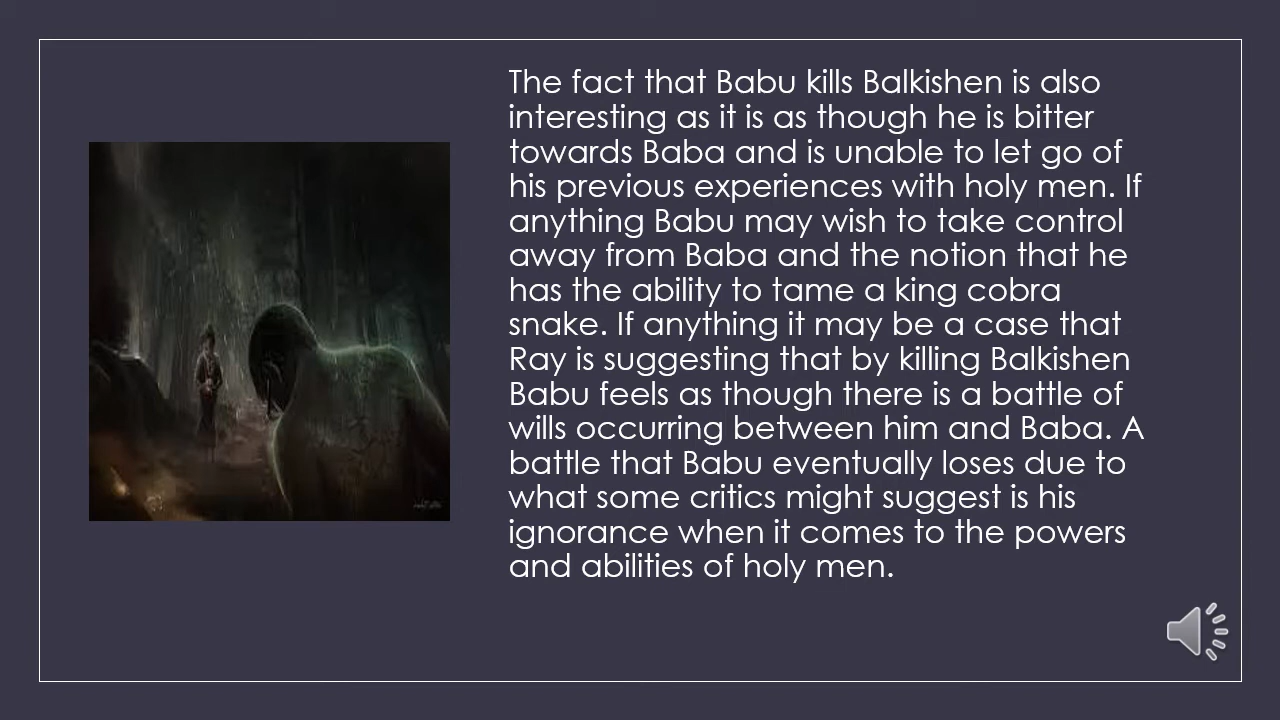 The fact that Babu kills Balkishen is also
interesting as it is as though he is bitter
towards Baba and is unable to let go of
his previous experiences with holy men. If
anything Babu may wish to take control
away from Baba and the notion that he
has the ability to tame a king cobra
snake. If anything it may be a case that
Ray is suggesting that by killing Balkishen
Babu feels as though there is a battle of
wills occurring between him and Baba. A
battle that Babu eventually loses due to
what some critics might suggest is his
ignorance when it comes to the powers
and abilities of holy men.